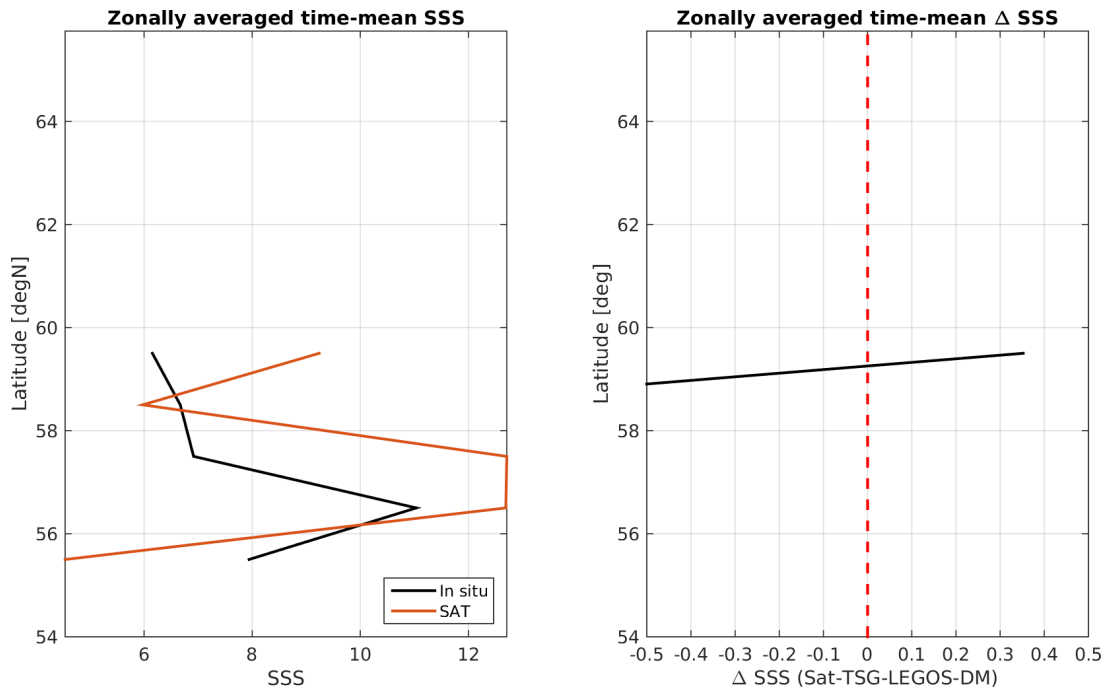 Zonally averaged time-mean SSS
64
62
60
58
56
54
Latitude [degN]
6
8
10
12
SSS
In situ
SAT
Zonally averaged time-mean Δ SSS
64
62
60
58
56
54
Latitude [deg]
-0.5 -0.4 -0.3 -0.2 -0.1 0 0.1 0.2 0.3 0.4 0.5
Δ SSS (Sat-TSG-LEGOS-DM)